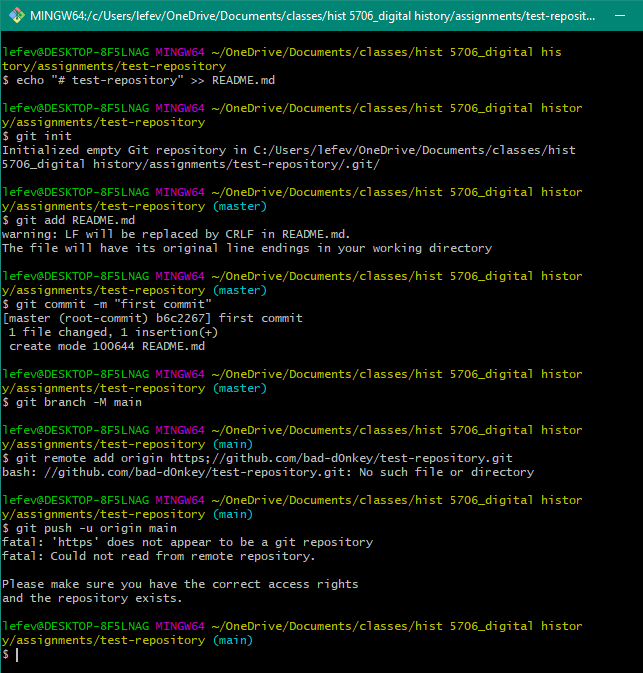 MINGW64:/c/Users/lefev/OneDrive/Documents/classes/hist 5706_digital history/assignments/test-reposit...
lefev@DESKTOP-8F5LNAG MINGW64 ~/OneDrive/Documents/classes/hist 5706_digital his
tory/assignments/test-repository
$ echo "# test-repository" >> README.md
lefev@DESKTOP-8F5LNAG MINGW64 ~/OneDrive/Documents/classes/hist 5706_digital histor
y/assignments/test-repository
$ git init
Initialized empty Git repository in C:/Users/lefev/OneDrive/Documents/classes/hist
5706_digital history/assignments/test-repository/.git/
lefev@DESKTOP-8F5LNAG MINGW64 ~/OneDrive/Documents/classes/hist 5706_digital histor
y/assignments/test-repository (master)
$ git add README.md
warning: LF will be replaced by CRLF in README.md.
The file will have its original line endings in your working directory
lefev@DESKTOP-8F5LNAG MINGW64 ~/OneDrive/Documents/classes/hist 5706_digital histor
y/assignments/test-repository (master)
$ git commit -m "first commit"
[master (root-commit) b6c2267] first commit
 1 file changed, 1 insertion(+)
 create mode 100644 README.md
lefev@DESKTOP-8F5LNAG MINGW64 ~/OneDrive/Documents/classes/hist 5706_digital histor
y/assignments/test-repository (master)
$ git branch -M main
lefev@DESKTOP-8F5LNAG MINGW64 ~/OneDrive/Documents/classes/hist 5706_digital histor
y/assignments/test-repository (main)
$ git remote add origin https;//github.com/bad-dOnkey/test-repository.git
bash: //github.com/bad-dOnkey/test-repository.git: No such file or directory
lefev@DESKTOP-8F5LNAG MINGW64 ~/OneDrive/Documents/classes/hist 5706_digital histor
y/assignments/test-repository (main)
$ git push -u origin main
fatal: 'https' does not appear to be a git repository
fatal: Could not read from remote repository.
Please make sure you have the correct access rights
and the repository exists.
lefev@DESKTOP-8F5LNAG MINGW64 ~/OneDrive/Documents/classes/hist 5706_digital histor
y/assignments/test-repository (main)
$